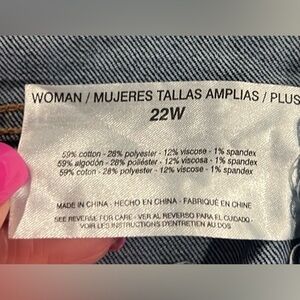 WOMAN / MUJERES TALLAS AMPLIAS / PLUS
22W
59% cotton - 28% polyester - 12% viscose - 1% spandex
59% algodón - 28% poliéster - 12% viscosa - 1% spandex
59% coton - 28% polyester - 12% viscose - 1% spandex
MADE IN CHINA - HECHO EN CHINA - FABRIQUÉ EN CHINE
SEE REVERSE FOR CARE - VER AL REVERSO PARA EL CUIDADO -
VOIR LES INSTRUCTIONS D'ENTRETIEN AU DOS